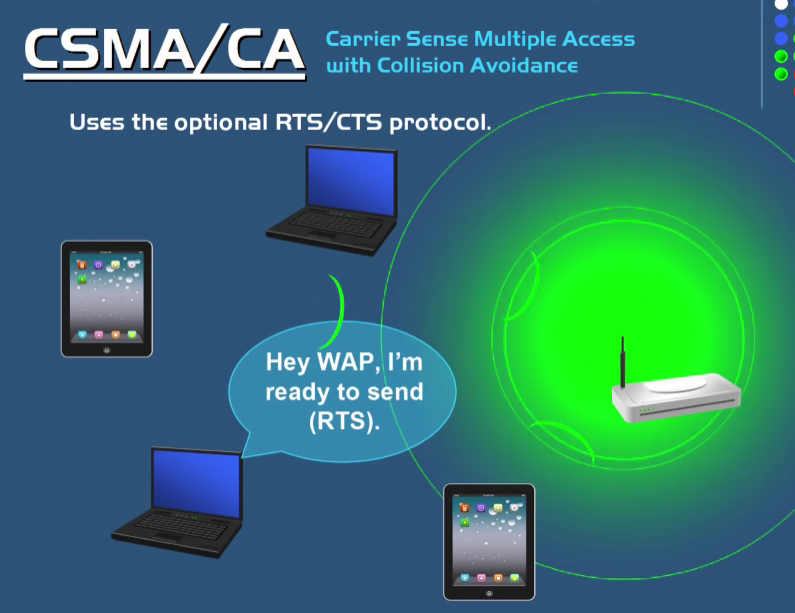 CSMA/CA
Carrier Sense Multiple Access
with Collision Avoidance
Uses the optional RTS/CTS protocol.
Hey WAP, I'm
ready to send
(RTS).